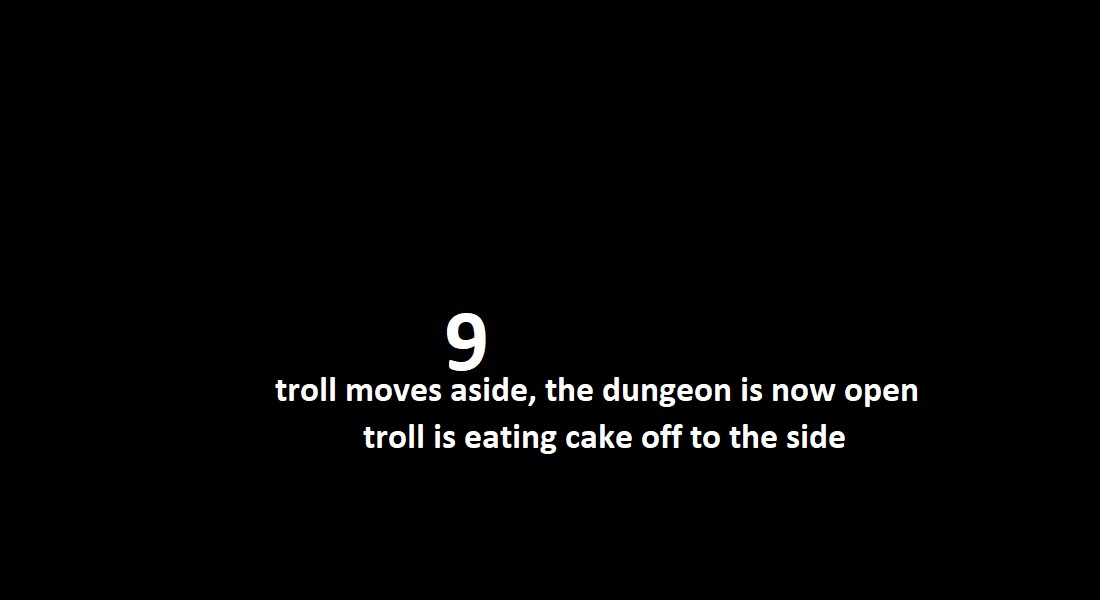 9
troll moves aside, the dungeon is now open
troll is eating cake off to the side